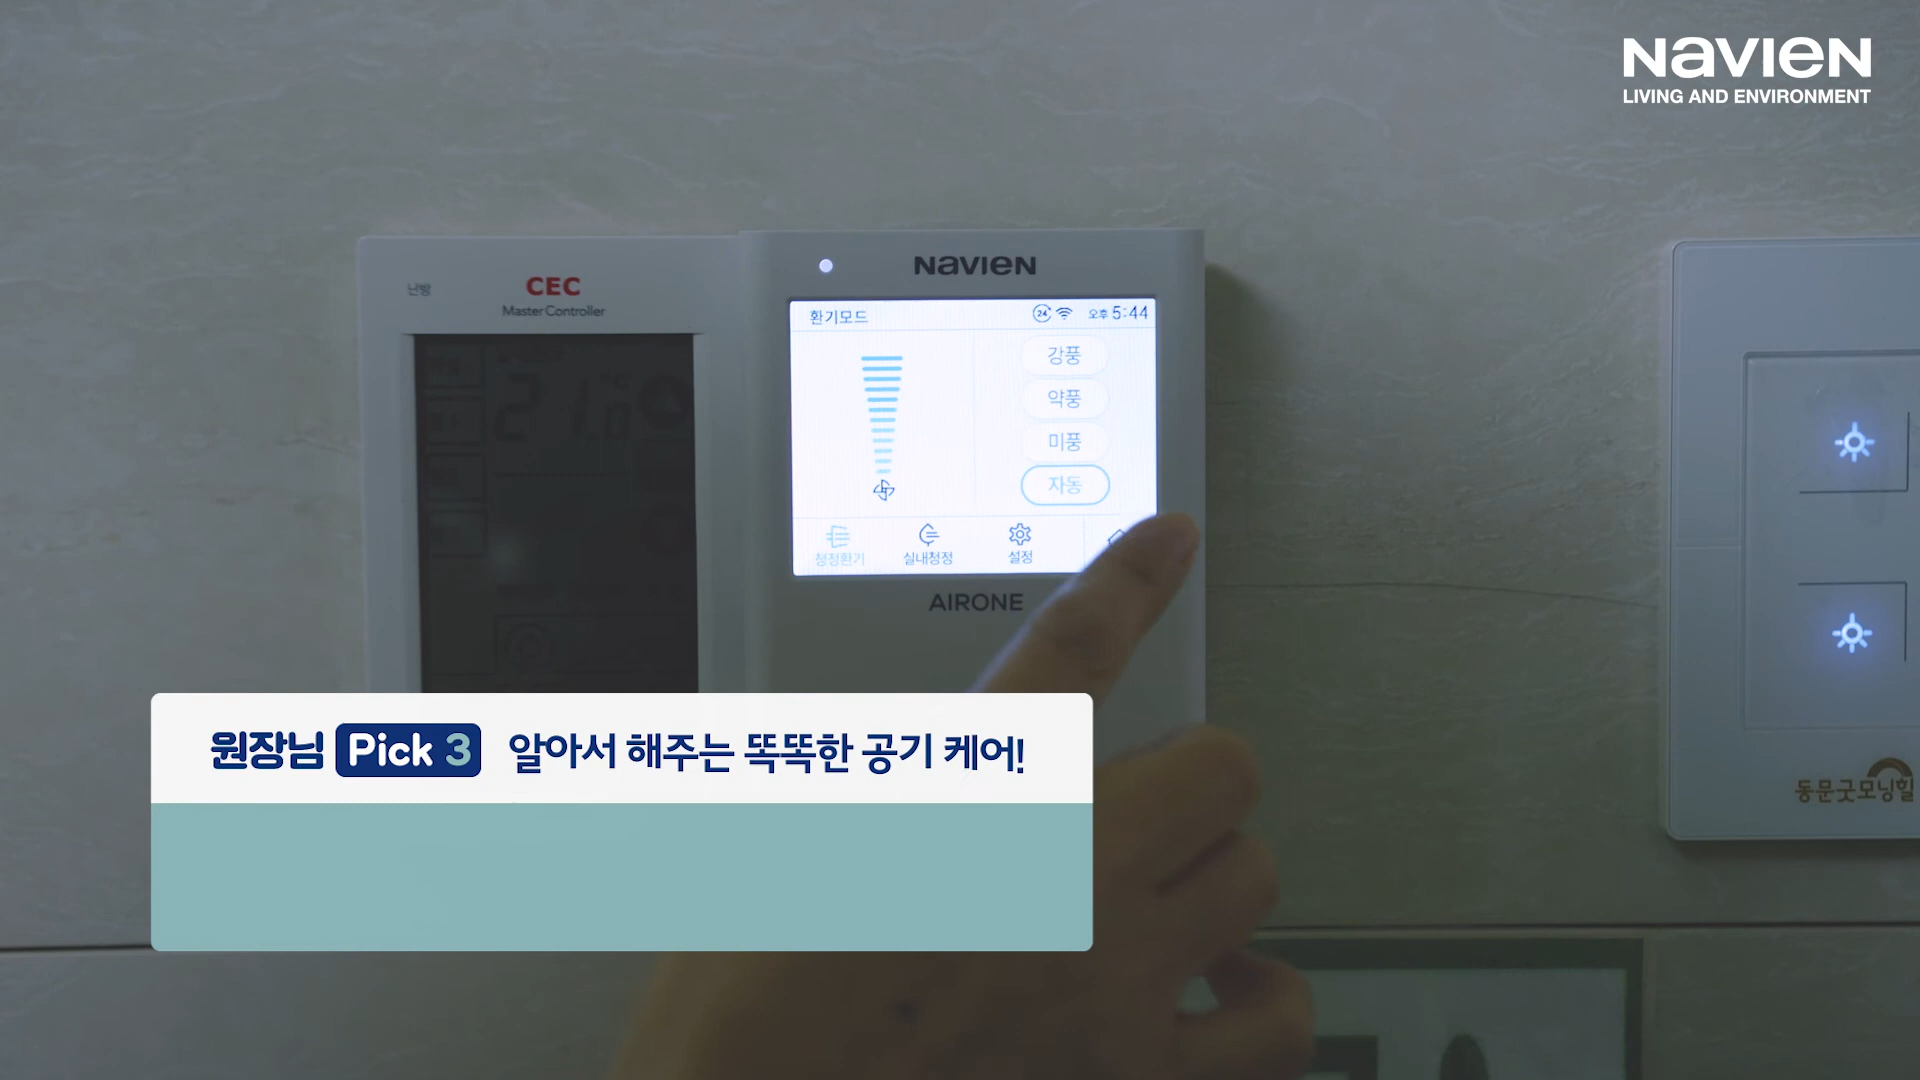 NAVIEN
LIVING AND ENVIRONMENT
난방
CEC
Master Controller
NAVIEN
환기모드
24
오후 5:44
강풍
약풍
미풍
자동
청정환기
실내청정
설정
AIRONE
동문굿모닝힐
원장님 Pick 3 알아서 해주는 똑똑한 공기 케어!